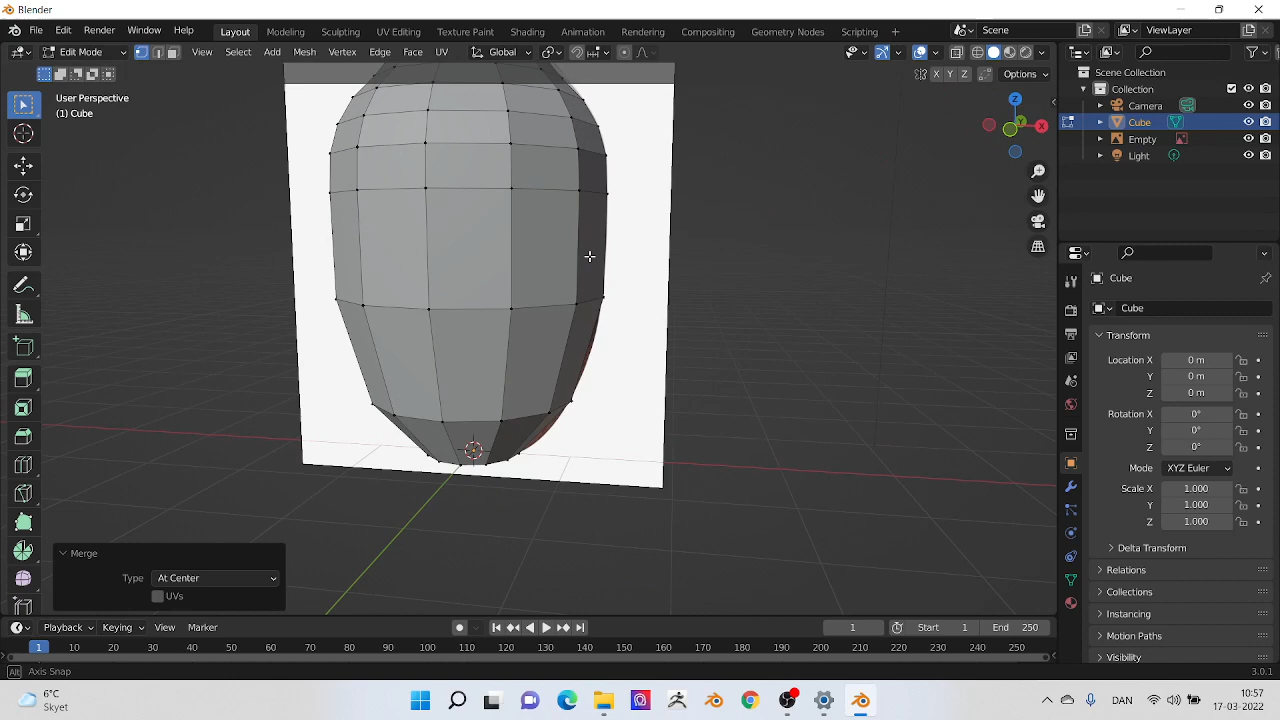 Blender
File Edit Render Window Help Layout Modeling Sculpting UV Editing Texture Paint Shading Animation Rendering Compositing Geometry Nodes Scripting + Scene ViewLayer
Edit Mode View Select Add Mesh Vertex Edge Face UV Global
X Y Z Options
User Perspective
(1) Cube
Z
Y
X
Scene Collection
Collection
Camera
Cube
Empty
Light
Cube
Cube
Transform
Location X 0 m
Y 0 m
Z 0 m
Rotation X 0°
Y 0°
Z 0°
Mode XYZ Euler
Scale X 1.000
Y 1.000
Z 1.000
Delta Transform
Relations
Collections
Instancing
Motion Paths
Visibility
Merge
Type At Center
UVs
Playback Keying View Marker 1 Start 1 End 250
1 10 20 30 40 50 60 70 80 90 100 110 120 130 140 150 160 170 180 190 200 210 220 230 240 250
Alt Axis Snap 3.0.1
6°C
Skyet
DAN
10:57
17-03-2022